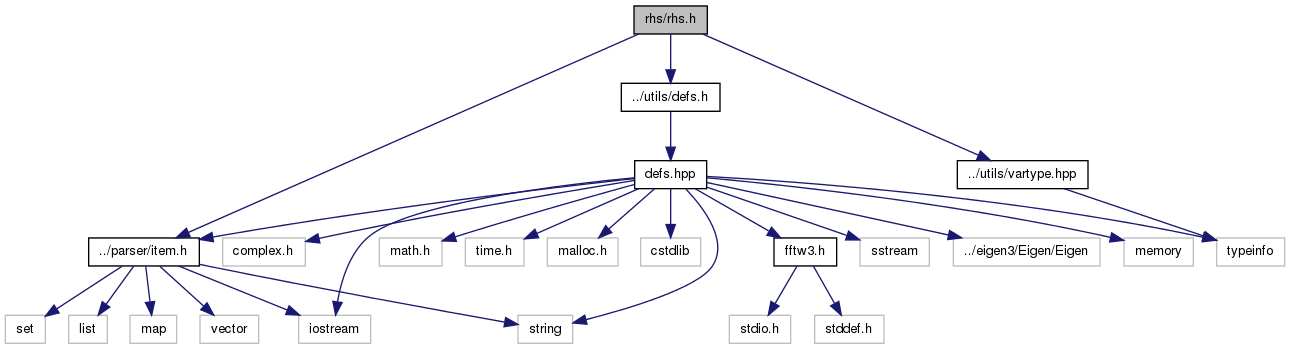 rhs/rhs.h
../utils/defs.h
defs.hpp
../utils/vartype.hpp
../parser/item.h
complex.h
math.h
time.h
malloc.h
cstdlib
fftw3.h
sstream
../eigen3/Eigen/Eigen
memory
typeinfo
set
list
map
vector
iostream
string
stdio.h
stddef.h